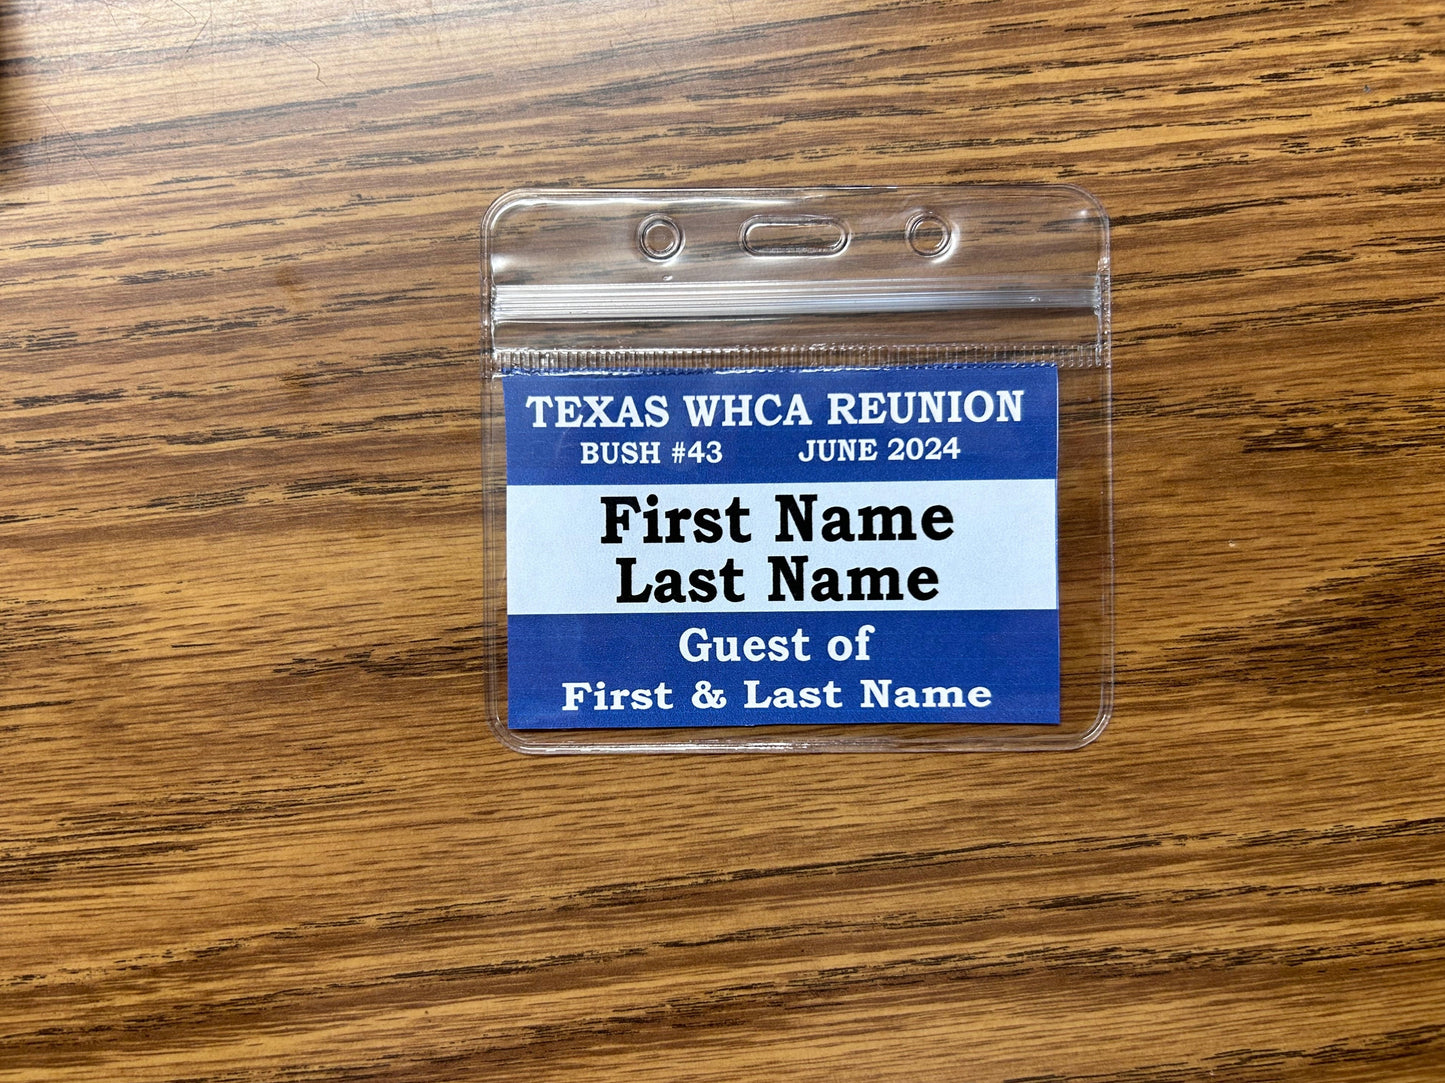 TEXAS WHCA REUNION
BUSH #43 JUNE 2024
First Name
Last Name
Guest of
First & Last Name